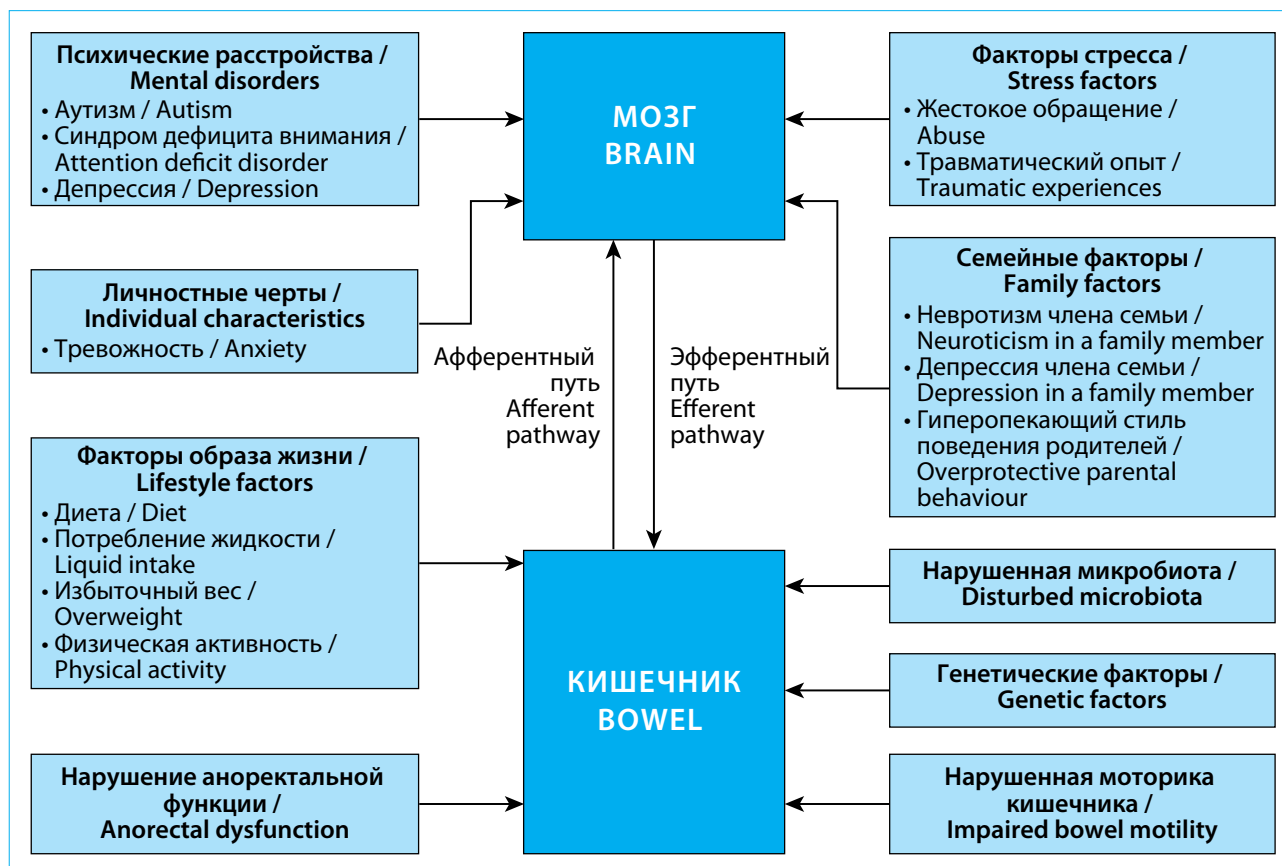 Психические расстройства /
Mental disorders
• Аутизм / Autism
• Синдром дефицита внимания /
Attention deficit disorder
• Депрессия / Depression
МОЗГ
BRAIN
Факторы стресса /
Stress factors
• Жестокое обращение /
Abuse
• Травматический опыт /
Traumatic experiences
Личностные черты /
Individual characteristics
• Тревожность / Anxiety
Семейные факторы /
Family factors
• Невротизм члена семьи /
Neuroticism in a family member
• Депрессия члена семьи /
Depression in a family member
• Гиперопекающий стиль
поведения родителей /
Overprotective parental
behaviour
Афферентный
путь
Afferent
pathway
Эфферентный
путь
Efferent
pathway
Факторы образа жизни /
Lifestyle factors
• Диета / Diet
• Потребление жидкости /
Liquid intake
• Избыточный вес /
Overweight
• Физическая активность /
Physical activity
КИШЕЧНИК
BOWEL
Нарушенная микробиота /
Disturbed microbiota
Генетические факторы /
Genetic factors
Нарушение аноректальной
функции /
Anorectal dysfunction
Нарушенная моторика
кишечника /
Impaired bowel motility